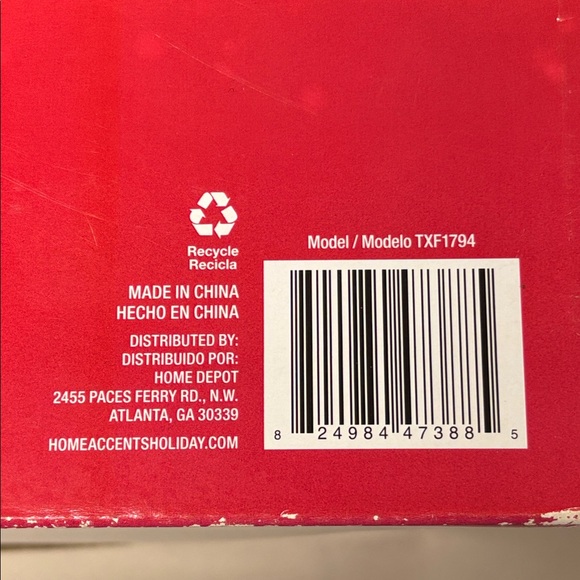 Recycle
Recicla
MADE IN CHINA
HECHO EN CHINA
DISTRIBUTED BY:
DISTRIBUIDO POR:
HOME DEPOT
2455 PACES FERRY RD., N.W.
ATLANTA, GA 30339
HOMEACCENTSHOLIDAY.COM
Model / Modelo TXF1794
8 24984 47388 5